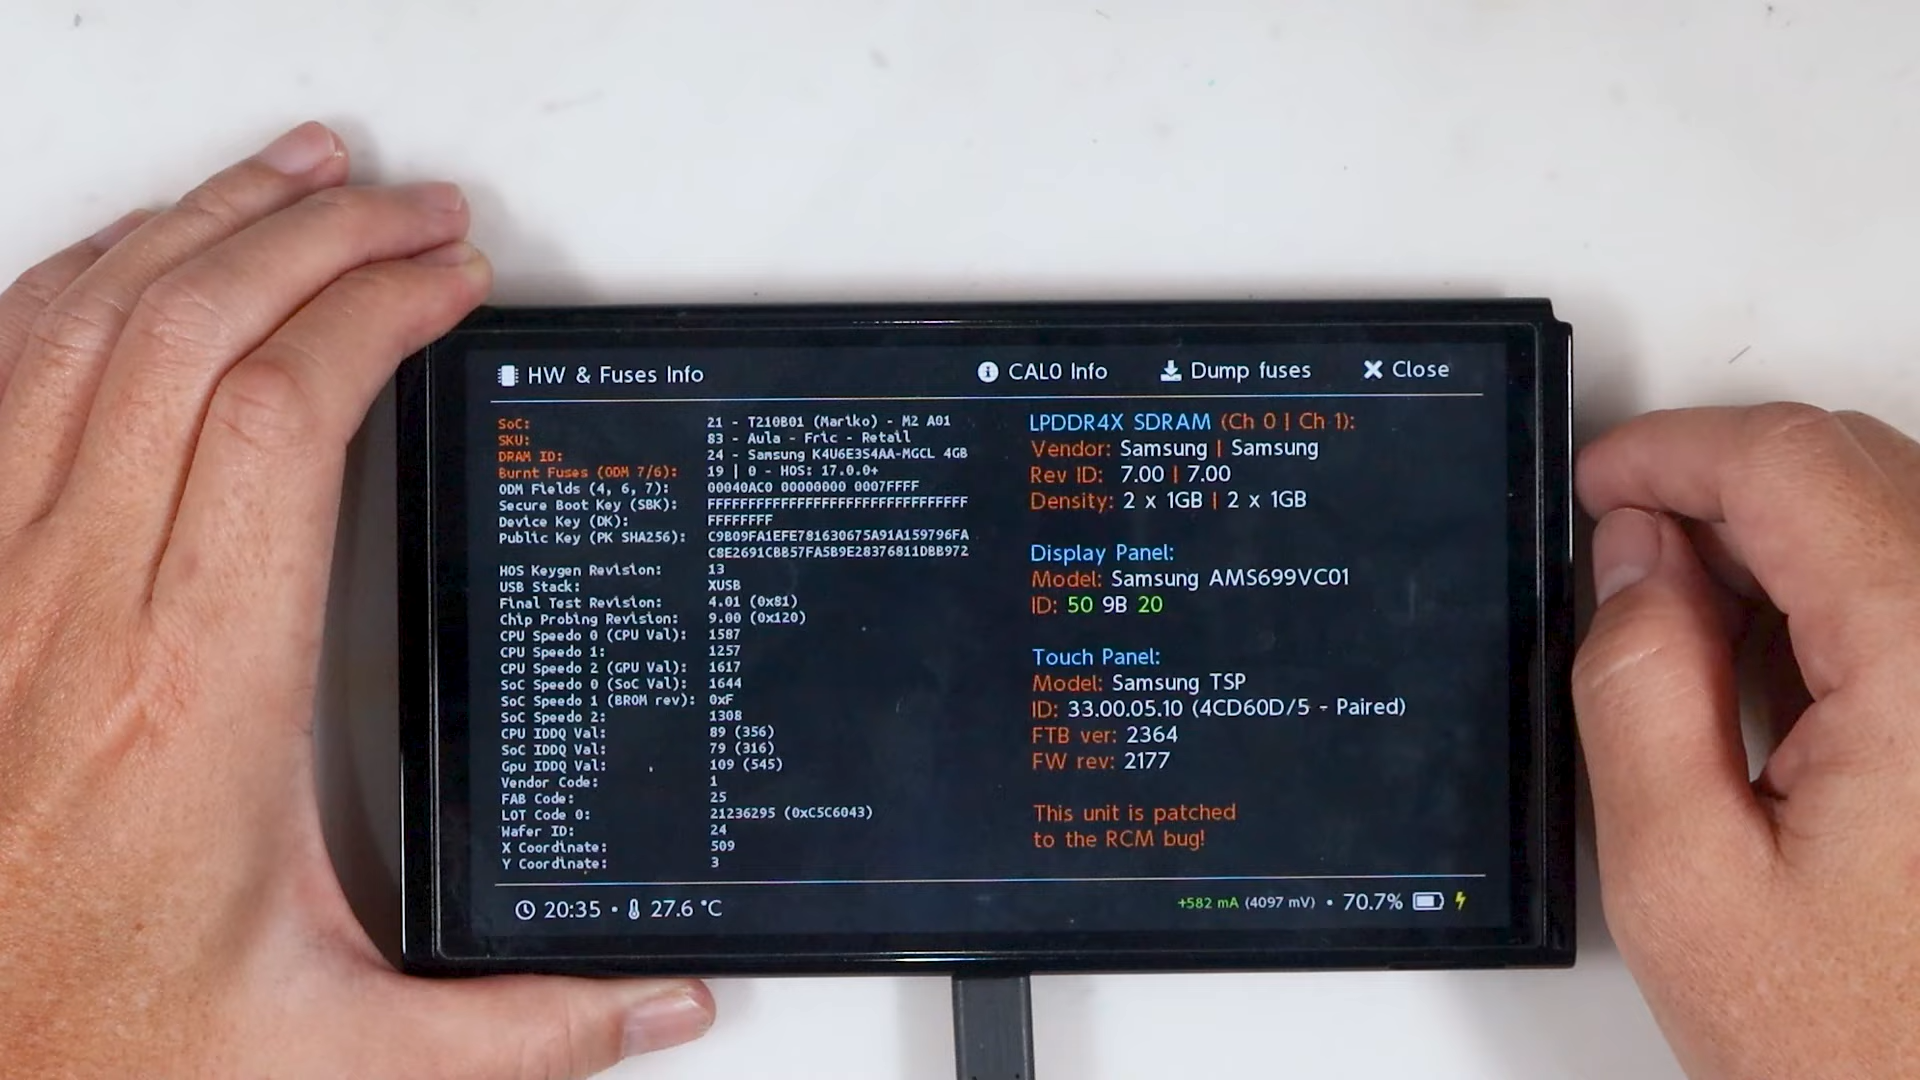 HW & Fuses Info
CAL0 Info
Dump fuses
Close
SoC: 21 - T210B01 (Mariko) - M2 A01
SKU: 83 - Aula - Fric - Retail
DRAM ID: 24 - Samsung K4U6E3S4AA-MGCL 4GB
Burnt Fuses (ODM 7/6): 19 | 0 - HOS: 17.0.0+
ODM Fields (4, 6, 7): 00040AC0 00000000 0007FFFF
Secure Boot Key (SBK): FFFFFFFFFFFFFFFFFFFFFFFFFFFFFFFF
Device Key (DK): FFFFFFFF
Public Key (PK SHA256): C9B09FA1EFE781630675A91A159796FA
C8E2691CBB57FA5B9E28376811DBB972
HOS Keygen Revision: 13
USB Stack: XUSB
Final Test Revision: 4.01 (0x81)
Chip Probing Revision: 9.00 (0x120)
CPU Speedo 0 (CPU Val): 1587
CPU Speedo 1: 1257
CPU Speedo 2 (GPU Val): 1617
SoC Speedo 0 (SoC Val): 1644
SoC Speedo 1 (BROM rev): 0xF
SoC Speedo 2: 1308
CPU IDDQ Val: 89 (356)
SoC IDDQ Val: 79 (316)
Gpu IDDQ Val: 109 (545)
Vendor Code: 1
FAB Code: 25
LOT Code 0: 21236295 (0xC5C6043)
Wafer ID: 24
X Coordinate: 509
Y Coordinate: 3
LPDDR4X SDRAM (Ch 0 | Ch 1):
Vendor: Samsung | Samsung
Rev ID: 7.00 | 7.00
Density: 2 x 1GB | 2 x 1GB
Display Panel:
Model: Samsung AMS699VC01
ID: 50 9B 20
Touch Panel:
Model: Samsung TSP
ID: 33.00.05.10 (4CD60D/5 - Paired)
FTB ver: 2364
FW rev: 2177
This unit is patched
to the RCM bug!
20:35 • 27.6 °C
+582 mA (4097 mV) • 70.7%